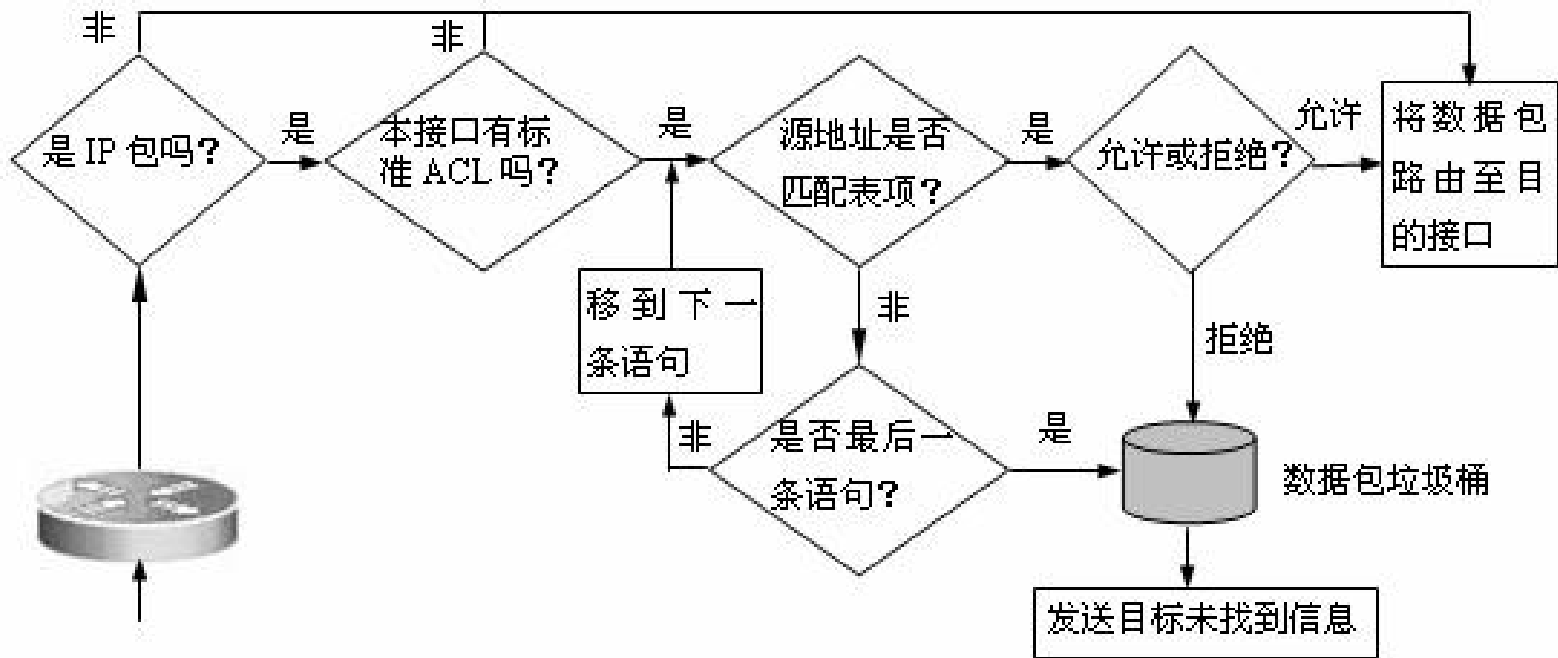 非
非
是 IP 包吗?
是
本接口有标
准 ACL 吗?
是
源地址是否
匹配表项?
是
允许或拒绝?
允许
将数据包
路由至目
的接口
移到下一
条语句
非
拒绝
非
是否最后一
条语句?
是
数据包垃圾桶
发送目标未找到信息